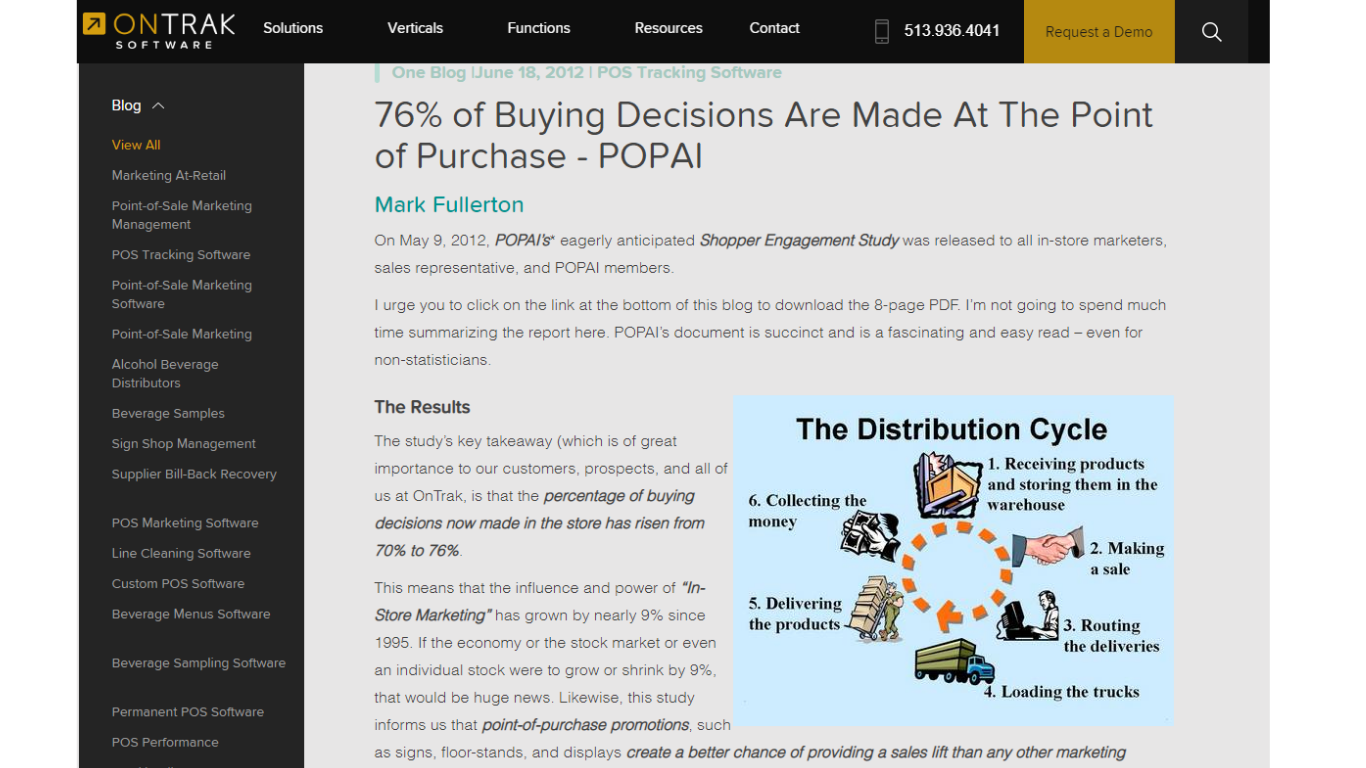 ONTRAK
SOFTWARE
Solutions
Verticals
Functions
Resources
Contact
513.936.4041
Request a Demo
Blog
View All
Marketing At-Retail
Point-of-Sale Marketing
Management
POS Tracking Software
Point-of-Sale Marketing
Software
Point-of-Sale Marketing
Alcohol Beverage
Distributors
Beverage Samples
Sign Shop Management
Supplier Bill-Back Recovery
POS Marketing Software
Line Cleaning Software
Custom POS Software
Beverage Menus Software
Beverage Sampling Software
Permanent POS Software
POS Performance
One Blog |June 18, 2012 | POS Tracking Software
76% of Buying Decisions Are Made At The Point
of Purchase - POPAI
Mark Fullerton
On May 9, 2012, POPAI's* eagerly anticipated Shopper Engagement Study was released to all in-store marketers,
sales representative, and POPAI members.
I urge you to click on the link at the bottom of this blog to download the 8-page PDF. I'm not going to spend much
time summarizing the report here. POPAI's document is succinct and is a fascinating and easy read – even for
non-statisticians.
The Results
The study's key takeaway (which is of great
importance to our customers, prospects, and all of
us at OnTrak, is that the percentage of buying
decisions now made in the store has risen from
70% to 76%.
This means that the influence and power of "In-
Store Marketing" has grown by nearly 9% since
1995. If the economy or the stock market or even
an individual stock were to grow or shrink by 9%,
that would be huge news. Likewise, this study
informs us that point-of-purchase promotions, such
as signs, floor-stands, and displays create a better chance of providing a sales lift than any other marketing
The Distribution Cycle
1. Receiving products
and storing them in the
warehouse
2. Making
a sale
3. Routing
the deliveries
4. Loading the trucks
5. Delivering
the products
6. Collecting the
money